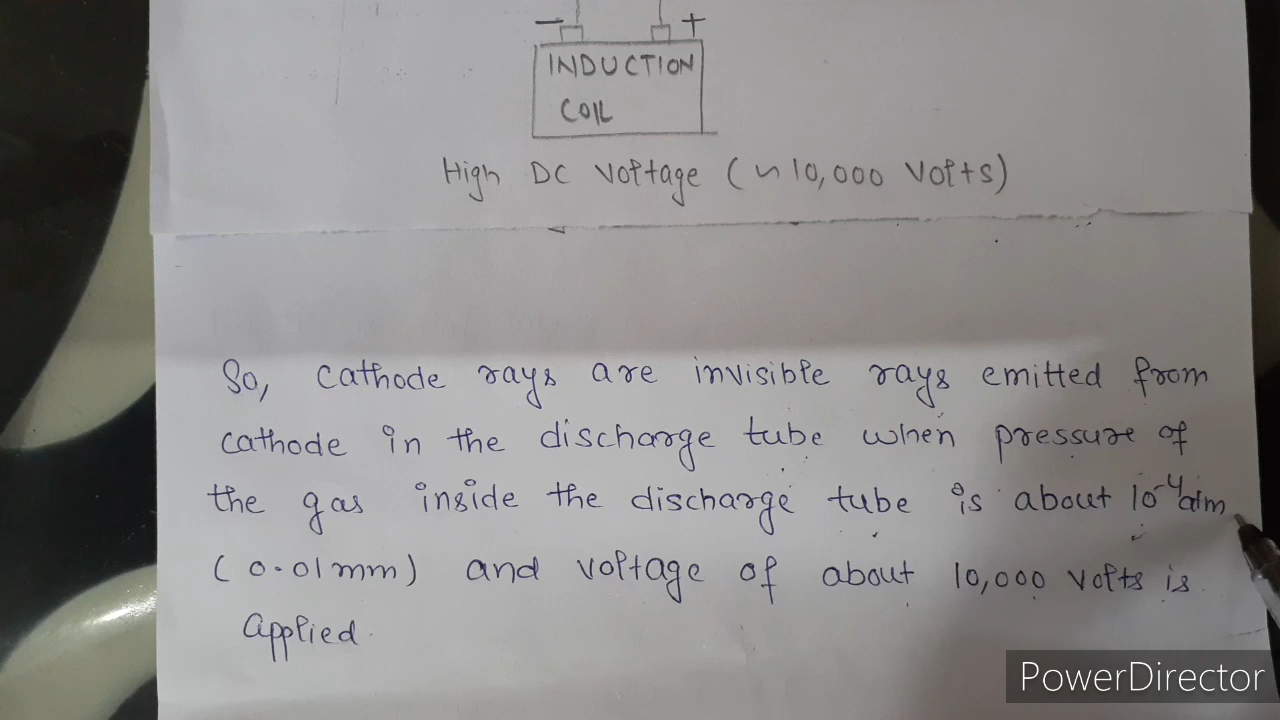 - +
INDUCTION
COIL
High DC Voltage (~10,000 Volts)
So, cathode rays are invisible rays emitted from
cathode in the discharge tube when pressure of
the gas inside the discharge tube is about 10⁻⁴ atm
(0.01mm) and voltage of about 10,000 volts is
applied.
PowerDirector